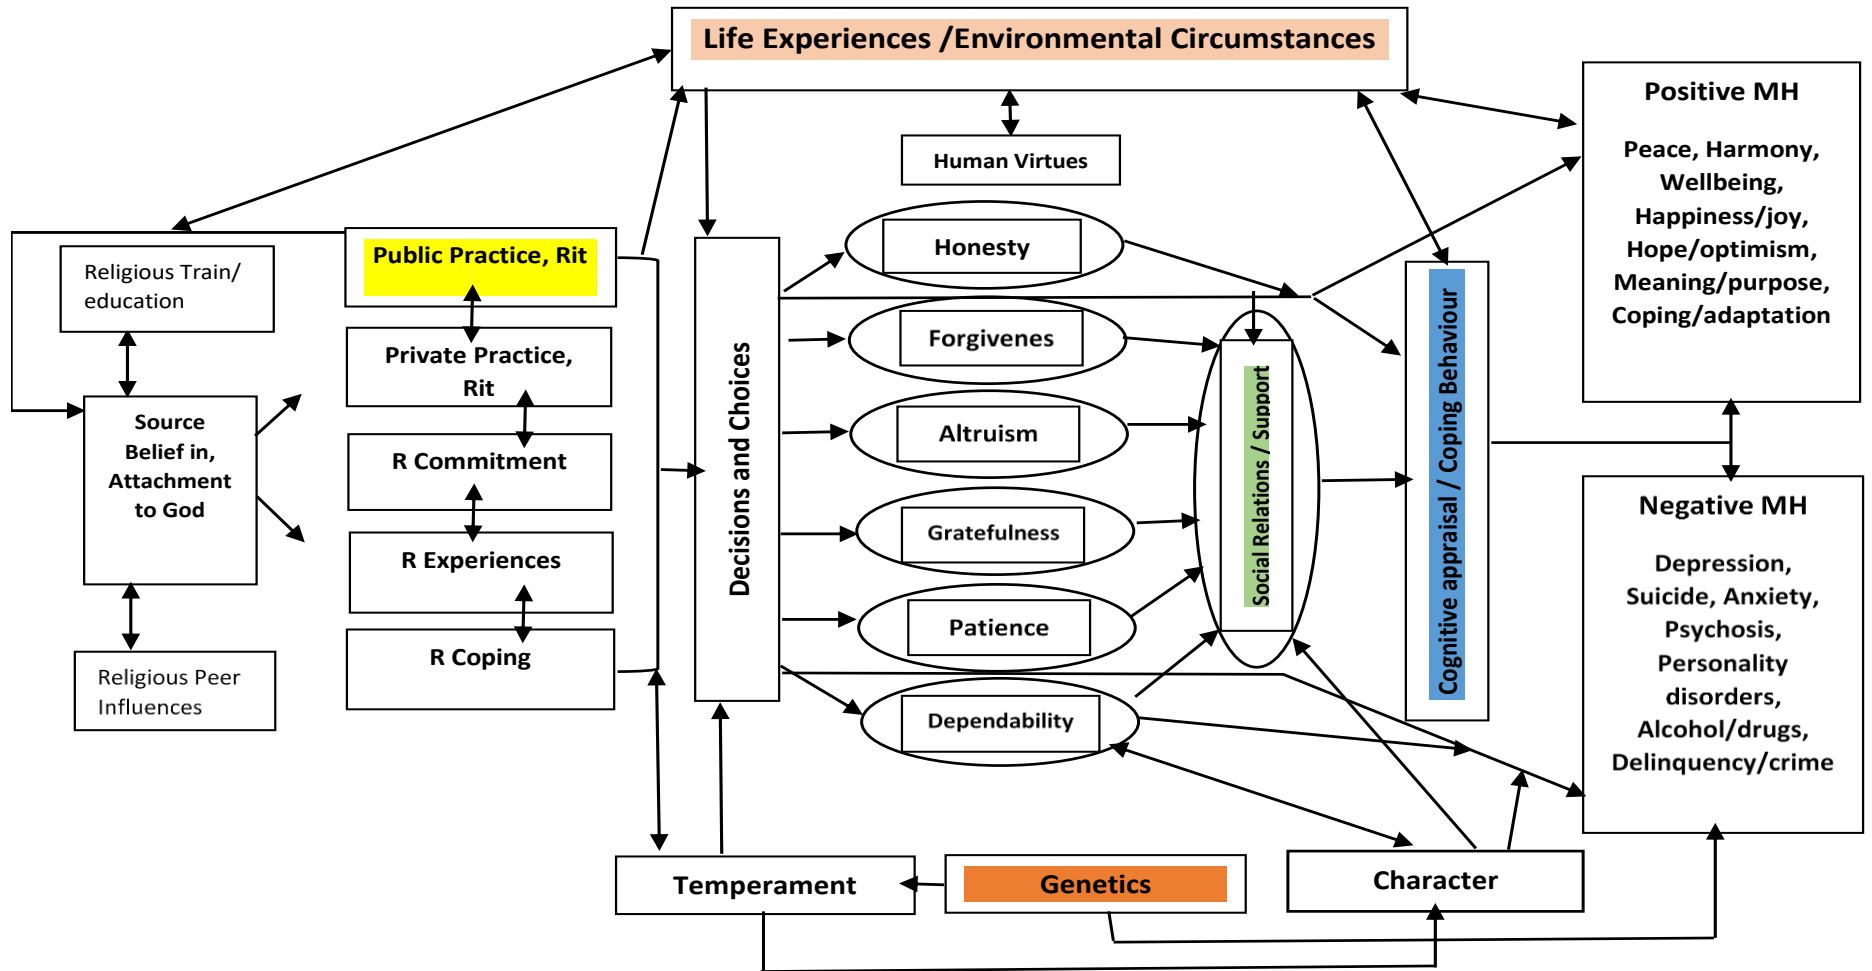 Life Experiences /Environmental Circumstances
Positive MH
Peace, Harmony,
Wellbeing,
Happiness/joy,
Hope/optimism,
Meaning/purpose,
Coping/adaptation
Human Virtues
Religious Train/
education
Source
Belief in,
Attachment
to God
Religious Peer
Influences
Public Practice, Rit
Private Practice,
Rit
R Commitment
R Experiences
R Coping
Decisions and Choices
Honesty
Forgivenes
Altruism
Gratefulness
Patience
Dependability
Social Relations / Support
Cognitive appraisal / Coping Behaviour
Negative MH
Depression,
Suicide, Anxiety,
Psychosis,
Personality
disorders,
Alcohol/drugs,
Delinquency/crime
Temperament
Genetics
Character